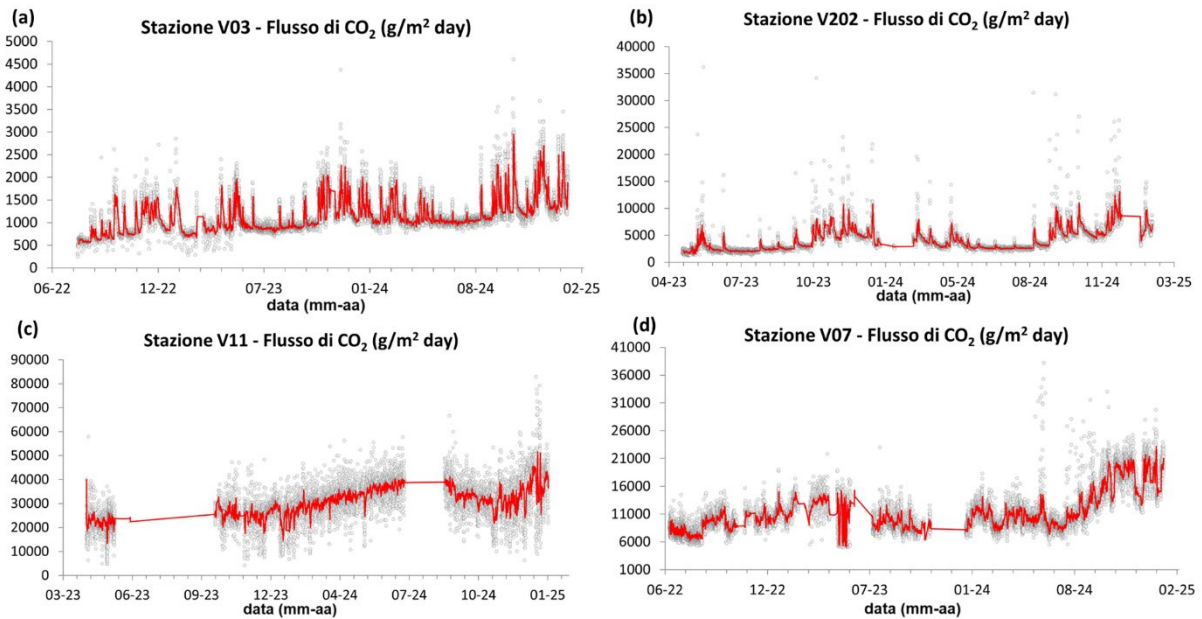 (a)
Stazione V03 - Flusso di CO₂ (g/m² day)
5000
4500
4000
3500
3000
2500
2000
1500
1000
500
0
06-22 12-22 07-23 01-24 08-24 02-25
data (mm-aa)
(b)
Stazione V202 - Flusso di CO₂ (g/m² day)
40000
35000
30000
25000
20000
15000
10000
5000
0
04-23 07-23 10-23 01-24 05-24 08-24 11-24 03-25
data (mm-aa)
(c)
Stazione V11 - Flusso di CO₂ (g/m² day)
90000
80000
70000
60000
50000
40000
30000
20000
10000
0
03-23 06-23 09-23 12-23 04-24 07-24 10-24 01-25
data (mm-aa)
(d)
Stazione V07 - Flusso di CO₂ (g/m² day)
41000
36000
31000
26000
21000
16000
11000
6000
1000
06-22 12-22 07-23 01-24 08-24 02-25
data (mm-aa)